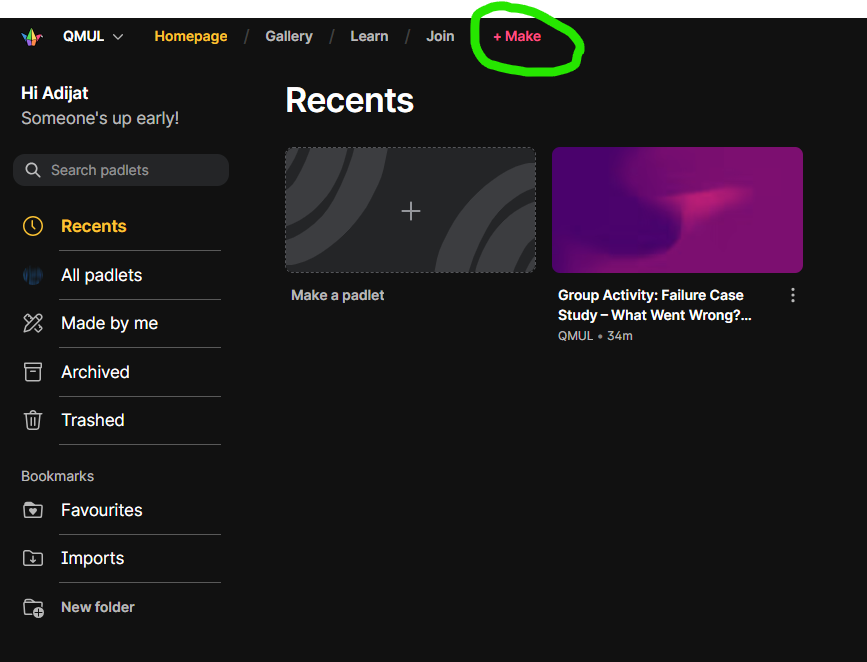 QMUL Homepage / Gallery / Learn / Join + Make
Hi Adijat
Someone's up early!
Search padlets
Recents
All padlets
Made by me
Archived
Trashed
Bookmarks
Favourites
Imports
New folder
Recents
Make a padlet
Group Activity: Failure Case
Study – What Went Wrong?...
QMUL • 34m